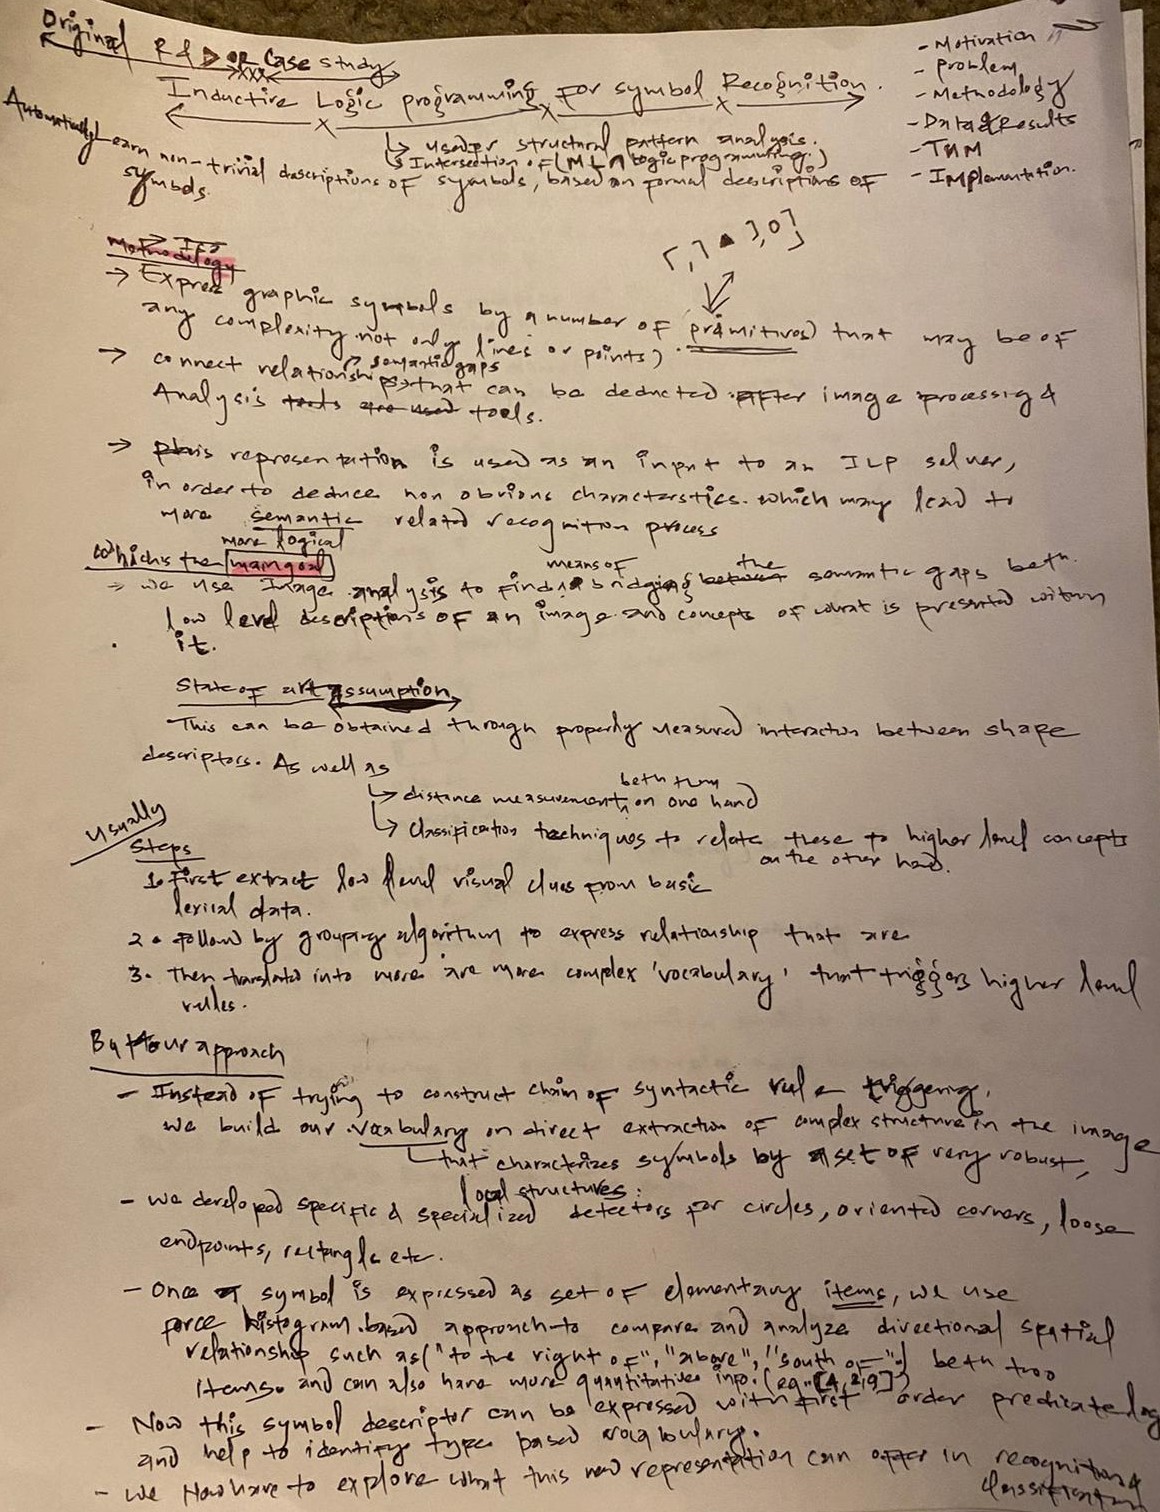 Original R & D or Case study
Inductive Logic programming for symbol Recognition.
- Motivation
- problem
- Methodology
- Data & Results
- Implementation.
↳ used for structural pattern analysis.
↳ Intersection of (ML ∩ logic programming.)
Automatically Learn non-trivial descriptions of symbols, based on formal descriptions of
symbols.
Methodology
→ Express graphic symbols by a number of (primitives) that may be of
any complexity not only lines or points).
→ connect relationships that can be deducted after image processing &
semantic gaps
Analysis tools.
→ this representation is used as an input to an ILP solver,
in order to deduce non obvious characterstics. which may lead to
more semantic related recognition process
more logical
which is the main goal
→ we use Image analysis to find means of bridging the semantic gaps betn.
low level descriptions of an image and concepts of what is presented within
it.
State of art assumption
This can be obtained through properly measured interaction between shape
descriptors. As well as
↳ distance measurements betn them on one hand
↳ Classification techniques to relate these to higher level concepts
on the other hand.
Usually
Steps
1. First extract low level visual clues from basic
lexical data.
2. follow by grouping algorithm to express relationship that are
3. Then translated into more are more complex 'vocabulary' that triggers higher level
rules.
But our approach
- Instead of trying to construct chain of syntactic rule triggering,
we build our vocabulary on direct extraction of complex structure in the image
that characterizes symbols by a set of very robust,
local structures:
- we developed specific & specialized detectors for circles, oriented corners, loose
endpoints, rectangle etc.
- Once a symbol is expressed as set of elementary items, we use
force histogram based approach to compare and analyze directional spatial
relationship such as ("to the right of", "above", "south of") betn two
items. and can also have more quantitative info. (eg-[4,2,9])
- Now this symbol descriptor can be expressed with first order predicate log
and help to identify type based vocabulary.
- we Now have to explore what this new representation can offer in recognition &
classification